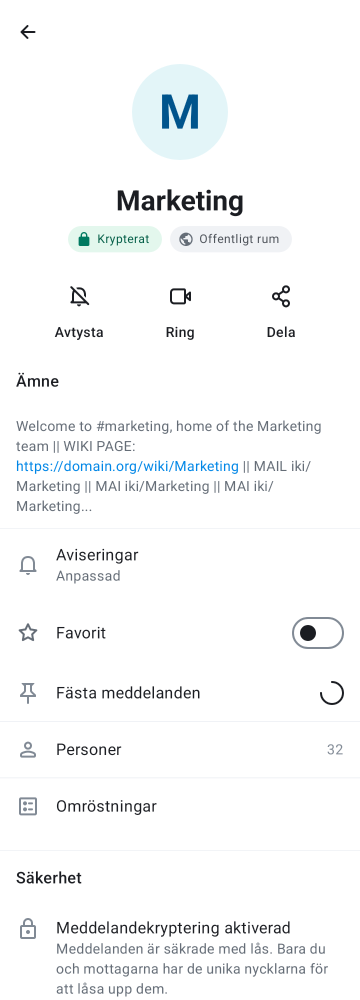 M
Marketing
Krypterat
Offentligt rum
Avtysta
Ring
Dela
Ämne
Welcome to #marketing, home of the Marketing
team || WIKI PAGE:
https://domain.org/wiki/Marketing || MAIL iki/
Marketing || MAI iki/Marketing || MAI iki/
Marketing...
Aviseringar
Anpassad
Favorit
Fästa meddelanden
Personer 32
Omröstningar
Säkerhet
Meddelandekryptering aktiverad
Meddelanden är säkrade med lås. Bara du
och mottagarna har de unika nycklarna för
att låsa upp dem.